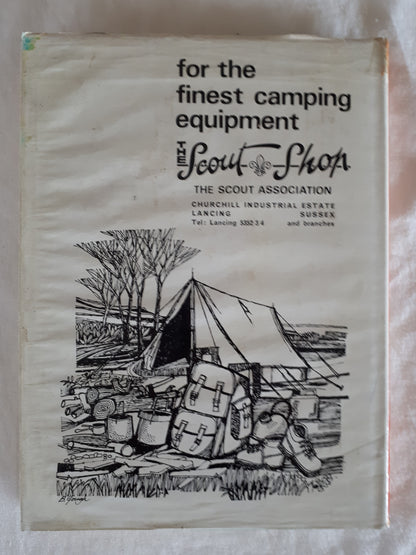 for the
finest camping
equipment
THE Scout Shop
THE SCOUT ASSOCIATION
CHURCHILL INDUSTRIAL ESTATE
LANCING SUSSEX
Tel: Lancing 5352-3-4 and branches